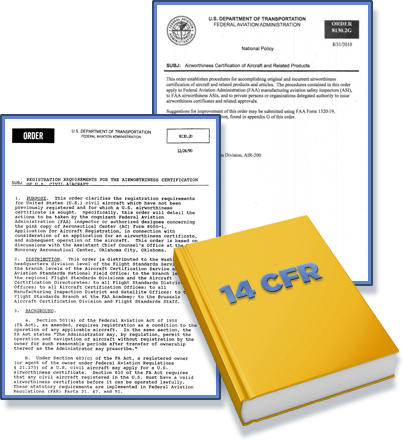 U.S. DEPARTMENT OF TRANSPORTATION
FEDERAL AVIATION ADMINISTRATION
ORDER
8130.2G
National Policy
8/31/2010
SUBJ: Airworthiness Certification of Aircraft and Related Products
This order establishes procedures for accomplishing original and recurrent airworthiness
certification of aircraft and related products and articles. The procedures contained in this order
apply to Federal Aviation Administration (FAA) manufacturing aviation safety inspectors (ASI),
to FAA airworthiness ASIs, and to private persons or organizations delegated authority to issue
airworthiness certificates and related approvals.
Suggestions for improvement of this order may be submitted using FAA Form 1320-19,
found in appendix G of this order.
Division, AIR-200
ORDER
U.S. DEPARTMENT OF TRANSPORTATION
FEDERAL AVIATION ADMINISTRATION
12/26/90
SUBJ: REGISTRATION REQUIREMENTS FOR THE AIRWORTHINESS CERTIFICATION
OF U.S. CIVIL AIRCRAFT
1. PURPOSE. This order clarifies the registration requirements
for United States (U.S.) civil aircraft which have not been
previously registered and for which a U.S. airworthiness
certificate is sought. Specifically, this order will detail the
actions to be taken by the cognizant Federal Aviation
Administration (FAA) inspector or authorized designee concerning
the pink copy of Aeronautical Center (AC) Form 8050-1,
Application for Aircraft Registration, in connection with
consideration of an application for an airworthiness certificate,
and subsequent operation of the aircraft. This order is based on
discussions with the Assistant Chief Counsel's Office at the
Monroney Aeronautical Center, Oklahoma City, Oklahoma.
2. DISTRIBUTION. This order is distributed to the Wash
headquarters division level of the Flight Standards Serv
the branch levels of the Aircraft Certification Service
Aviation Standards National Field Office; to the branch le
the regional Flight Standards Divisions and Aircraft
Certification Directorates; to all Flight Standards District
Offices; to all Aircraft Certification Offices; to all
Manufacturing Inspection District and Satellite Offices; to
Flight Standards Branch at the FAA Academy; to the Brussels
Aircraft Certification Division and Flight Standards Staff.
3. BACKGROUND.
a. Section 501(a) of the Federal Aviation Act of 1958
(FA Act), as amended, requires registration as a condition to the
operation of any applicable aircraft. In the same section, the
FA Act states "The Administrator may, by regulation, permit the
operation and navigation of aircraft without registration by the
owner for such reasonable periods after transfer of ownership
thereof as the Administrator may prescribe."
b. Under Section 603(c) of the FA Act, a registered owner
(or agent of the owner under Federal Aviation Regulations
§ 21.173) of a U.S. civil aircraft may apply for a U.S.
airworthiness certificate. Section 610 of the FA Act requires
that any civil aircraft registered in the U.S. must have a valid
airworthiness certificate before it can be operated lawfully.
These statutory requirements are implemented in Federal Aviation
Regulations (FAR) Parts 21, 47, and 91.
14 CFR